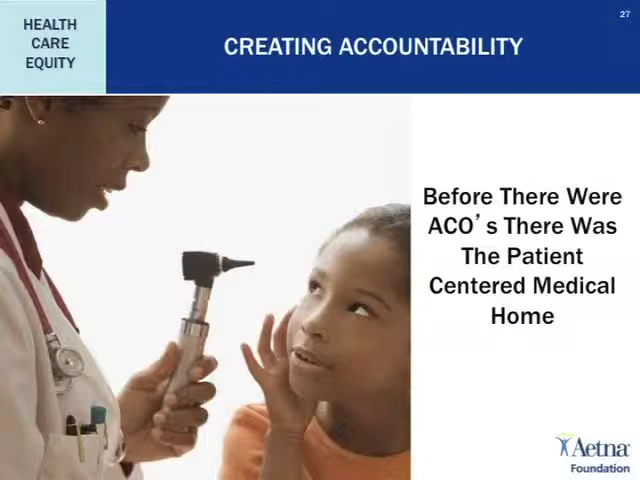 HEALTH
CARE
EQUITY
CREATING ACCOUNTABILITY
27
Before There Were
ACO's There Was
The Patient
Centered Medical
Home
Aetna
Foundation